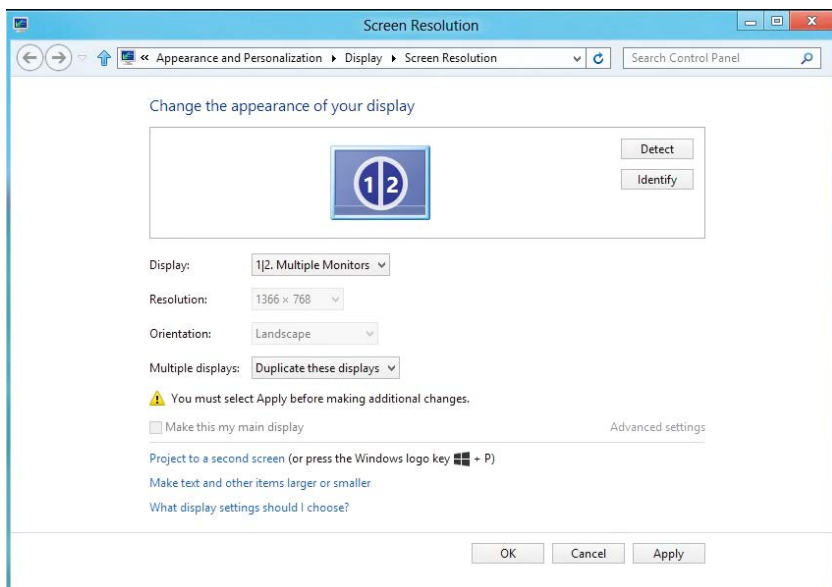 Screen Resolution
« Appearance and Personalization ▸ Display ▸ Screen Resolution
Search Control Panel
Change the appearance of your display
1|2
Detect
Identify
Display: 1|2. Multiple Monitors
Resolution: 1366 × 768
Orientation: Landscape
Multiple displays: Duplicate these displays
You must select Apply before making additional changes.
Make this my main display
Advanced settings
Project to a second screen (or press the Windows logo key + P)
Make text and other items larger or smaller
What display settings should I choose?
OK Cancel Apply